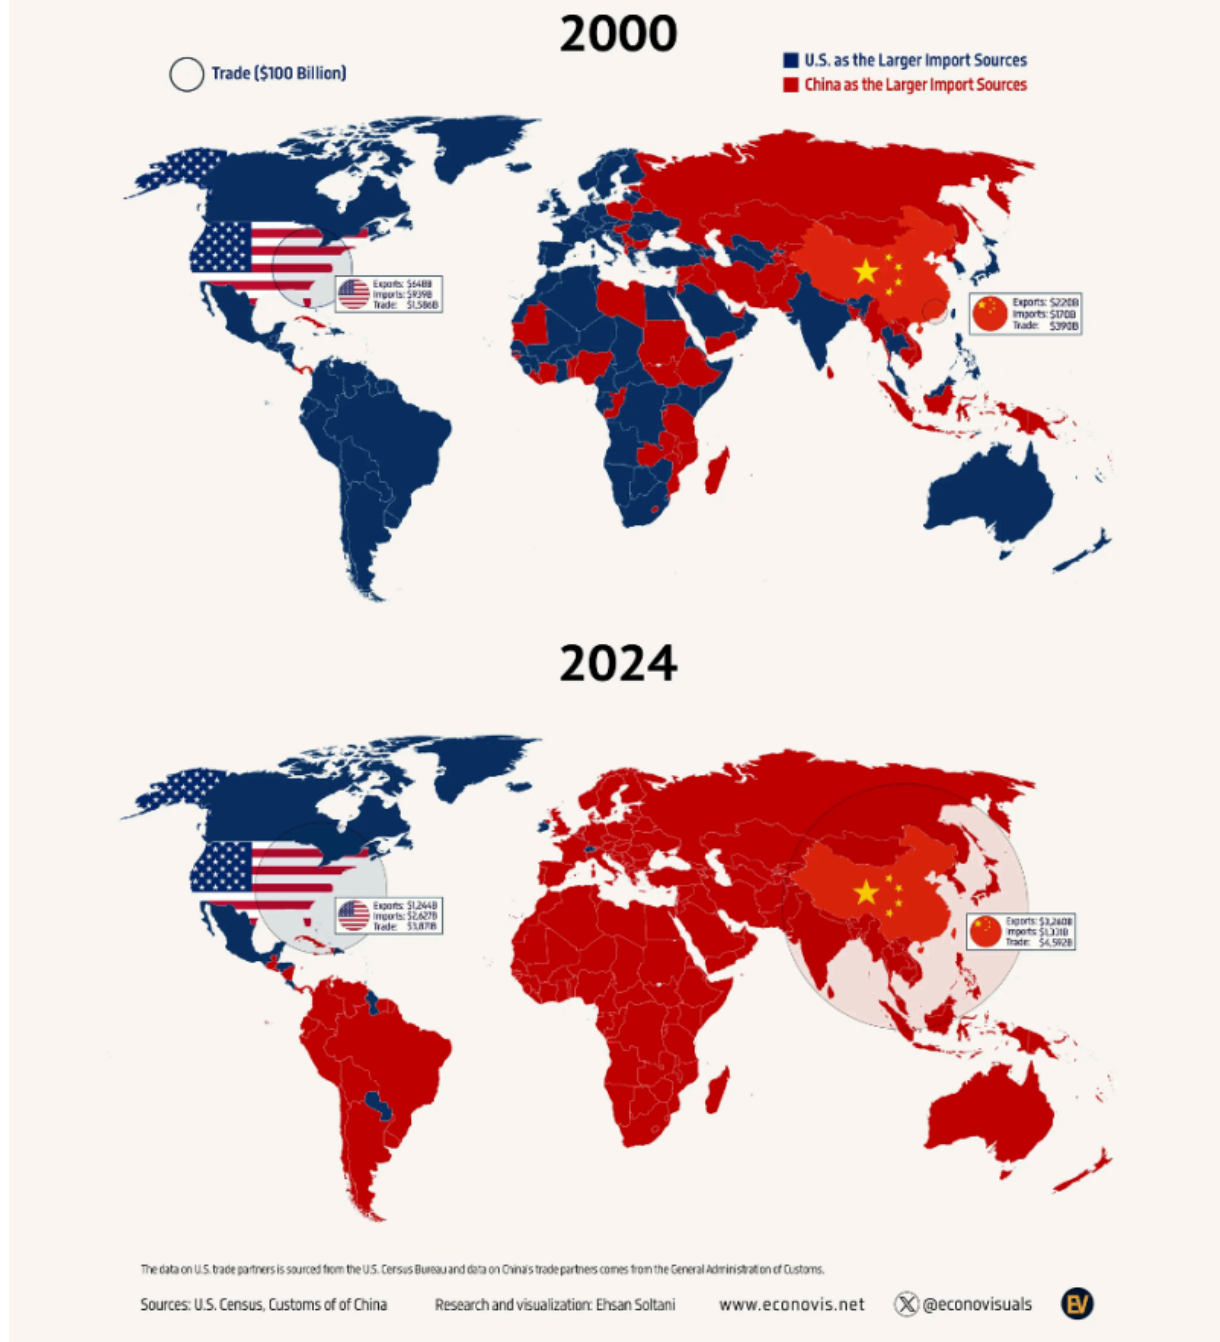 2000
Trade ($100 Billion)
U.S. as the Larger Import Sources
China as the Larger Import Sources
Exports: $648B
Imports: $939B
Trade: $1,586B
Exports: $220B
Imports: $170B
Trade: $390B
2024
Exports: $1,244B
Imports: $2,627B
Trade: $3,871B
Exports: $3,260B
Imports: $1,331B
Trade: $4,592B
The data on U.S. trade partners is sourced from the U.S. Census Bureau and data on China's trade partners comes from the General Administration of Customs.
Sources: U.S. Census, Customs of of China
Research and visualization: Ehsan Soltani
www.econovis.net
@econovisuals
EV